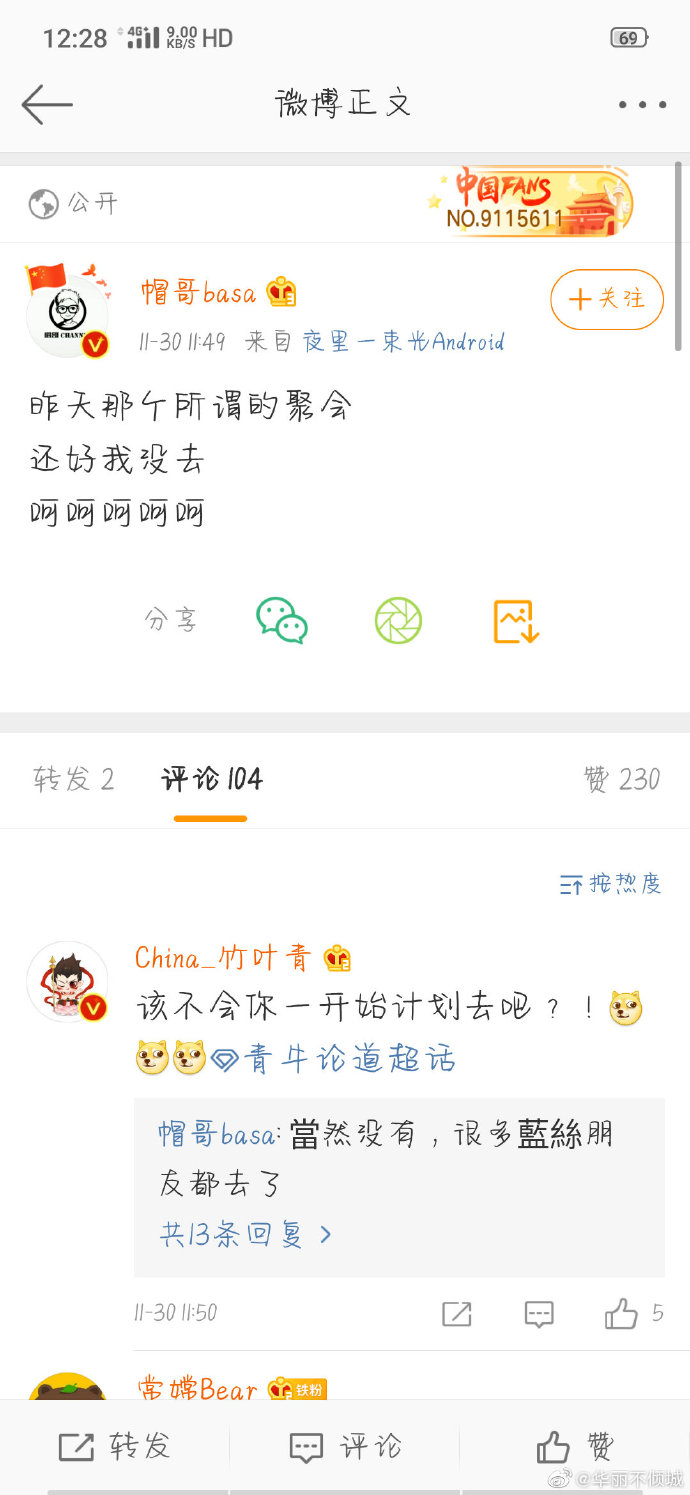 12:28 4G+ 9.00 KB/S HD 69
微博正文
公开
中国FANS
NO.9115611
帽哥basa
+关注
11-30 11:49 来自 夜里一束光Android
昨天那个所谓的聚会
还好我没去
呵呵呵呵呵
分享
转发 2 评论 104 赞 230
按热度
China_竹叶青
该不会你一开始计划去吧？！
青牛论道超话
帽哥basa: 當然没有，很多藍絲朋
友都去了
共13条回复 >
11-30 11:50 5
常嫦Bear 铁粉
转发 评论 赞
@华丽不倾城